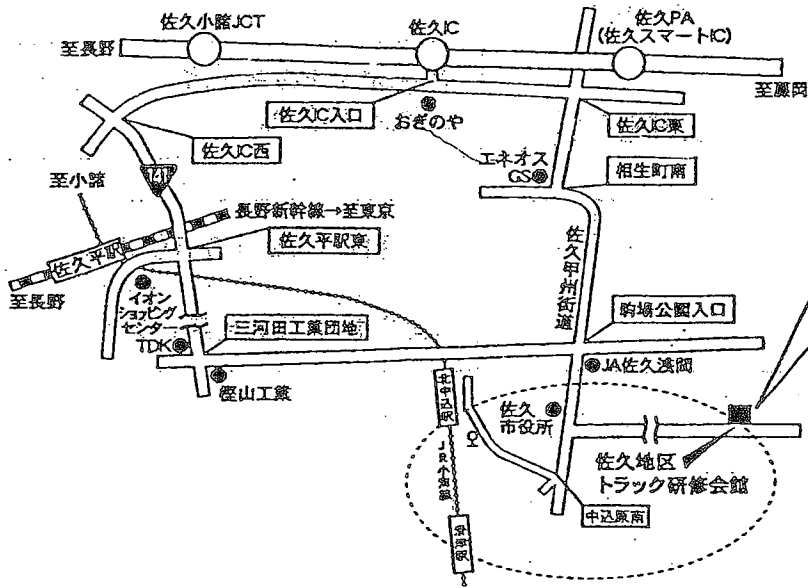 佐久小諸JCT
佐久IC
佐久PA
(佐久スマートIC)
至長野
至藤岡
佐久IC入口
おぎのや
佐久IC東
佐久IC西
エネオス
GS
相生町南
141
至小諸
長野新幹線→至東京
佐久平駅
佐久平駅東
至長野
イオン
ショッピング
センター
佐久甲州街道
駒場公園入口
三河田工業団地
TDK
JA佐久浅間
樫山工業
北中込駅
佐久
市役所
JR小海線
佐久地区
トラック研修会館
中込原南